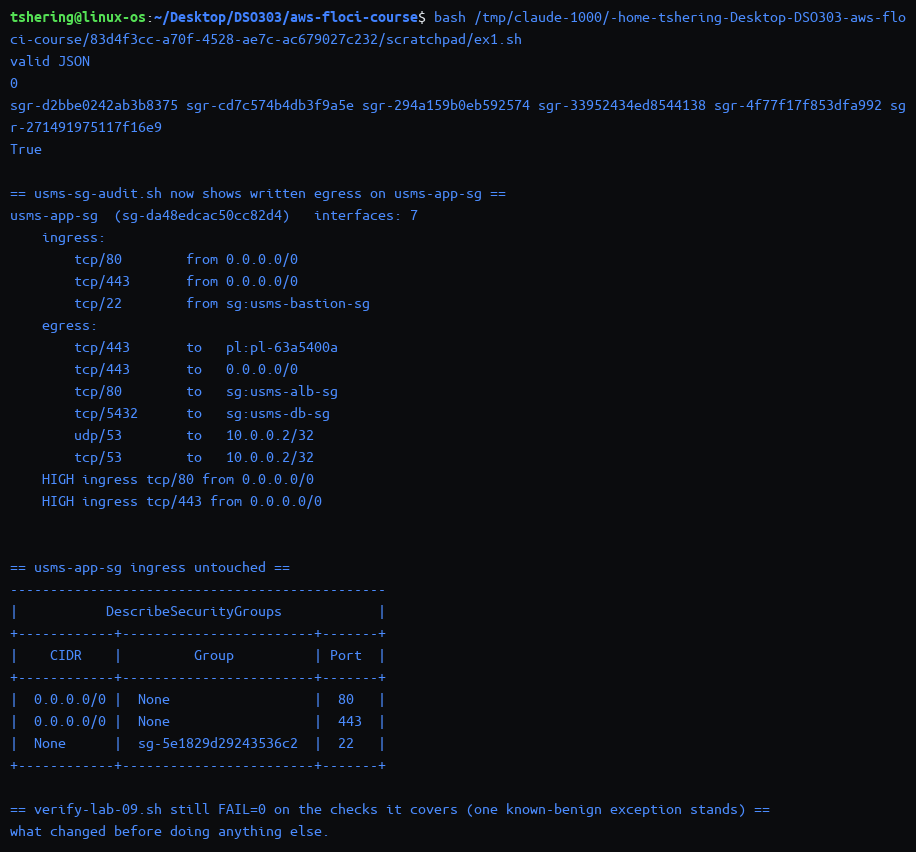 tshering@linux-os:~/Desktop/DSO303/aws-floci-course$ bash /tmp/claude-1000/-home-tshering-Desktop-DSO303-aws-flo
ci-course/83d4f3cc-a70f-4528-ae7c-ac679027c232/scratchpad/ex1.sh
valid JSON
0
sgr-d2bbe0242ab3b8375 sgr-cd7c574b4db3f9a5e sgr-294a159b0eb592574 sgr-33952434ed8544138 sgr-4f77f17f853dfa992 sg
r-271491975117f16e9
True

== usms-sg-audit.sh now shows written egress on usms-app-sg ==
usms-app-sg  (sg-da48edcac50cc82d4)   interfaces: 7
    ingress:
        tcp/80        from 0.0.0.0/0
        tcp/443       from 0.0.0.0/0
        tcp/22        from sg:usms-bastion-sg
    egress:
        tcp/443       to   pl:pl-63a5400a
        tcp/443       to   0.0.0.0/0
        tcp/80        to   sg:usms-alb-sg
        tcp/5432      to   sg:usms-db-sg
        udp/53        to   10.0.0.2/32
        tcp/53        to   10.0.0.2/32
    HIGH ingress tcp/80 from 0.0.0.0/0
    HIGH ingress tcp/443 from 0.0.0.0/0


== usms-app-sg ingress untouched ==
-----------------------------------------------
|           DescribeSecurityGroups            |
+------------+------------------------+-------+
|    CIDR    |         Group          | Port  |
+------------+------------------------+-------+
|  0.0.0.0/0 |  None                  |  80   |
|  0.0.0.0/0 |  None                  |  443  |
|  None      |  sg-5e1829d29243536c2  |  22   |
+------------+------------------------+-------+

== verify-lab-09.sh still FAIL=0 on the checks it covers (one known-benign exception stands) ==
what changed before doing anything else.